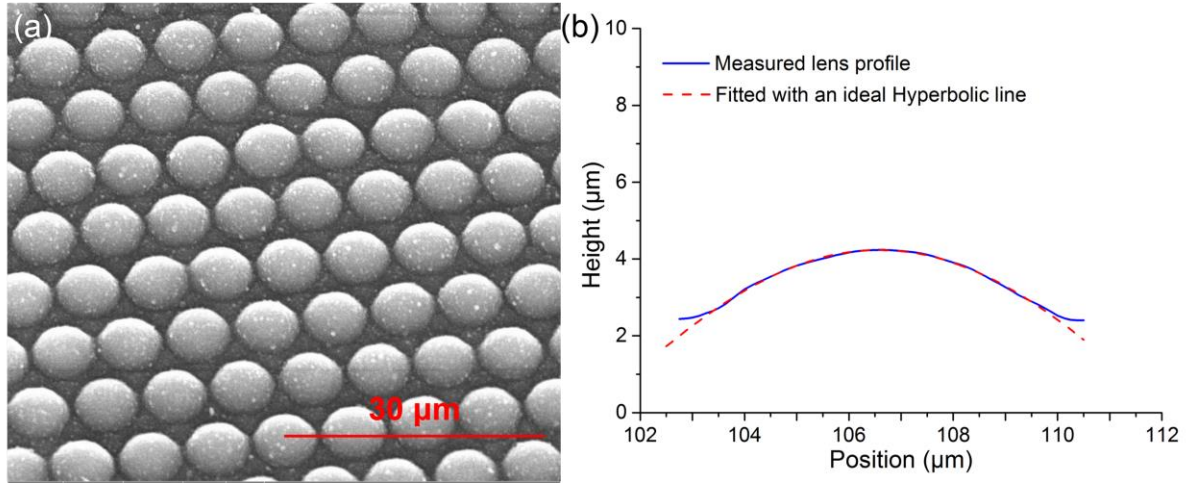 (a)
30 μm
(b)
10
8
6
4
2
0
Height (μm)
Measured lens profile
Fitted with an ideal Hyperbolic line
102 104 106 108 110 112
Position (μm)